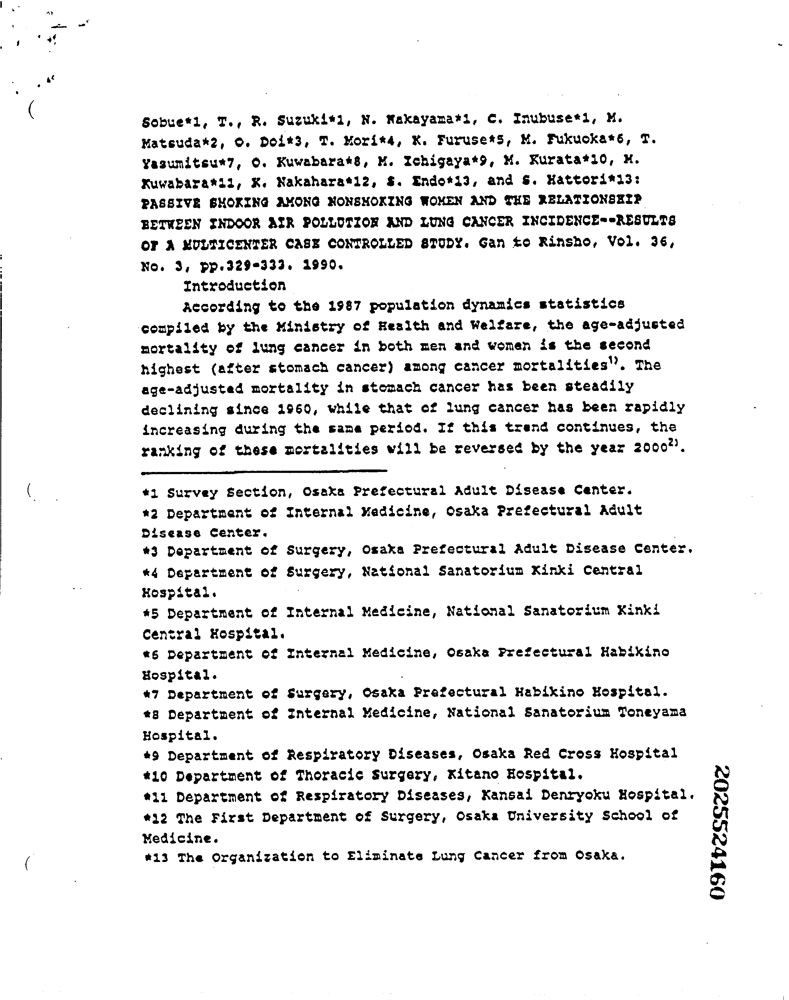 Sobue*1, T., R. Suzuki*1, N. Nakayama*1, C. Inubuse*1, M.
Matsuda*2, O. Doi*3, T. Mori*4, K. Furuse*5, M. Fukuoka*6, T.
Yasumitsu*7, O. Kuwabara*8, M. Ichigaya*9, M. Kurata*10, M.
Kuwabara*11, K. Nakahara*12, S. Endo*13, and S. Hattori*13:
PASSIVE SMOKING AMONG NONSMOKING WOMEN AND THE RELATIONSHIP
BETWEEN INDOOR AIR POLLUTION AND LUNG CANCER INCIDENCE--RESULTS
OF A MULTICENTER CASE CONTROLLED STUDY. Gan to Rinsho, Vol. 36,
No. 3, pp.329-333. 1990.
Introduction
According to the 1987 population dynamics statistics
compiled by the Ministry of Health and Welfare, the age-adjusted
mortality of lung cancer in both men and women is the second
highest (after stomach cancer) among cancer mortalities¹⁾. The
age-adjusted mortality in stomach cancer has been steadily
declining since 1960, while that of lung cancer has been rapidly
increasing during the same period. If this trend continues, the
ranking of these mortalities will be reversed by the year 2000²⁾.
*1 Survey Section, Osaka Prefectural Adult Disease Center.
*2 Department of Internal Medicine, Osaka Prefectural Adult
Disease Center.
*3 Department of Surgery, Osaka Prefectural Adult Disease Center.
*4 Department of Surgery, National Sanatorium Kinki Central
Hospital.
*5 Department of Internal Medicine, National Sanatorium Kinki
Central Hospital.
*6 Department of Internal Medicine, Osaka Prefectural Habikino
Hospital.
*7 Department of Surgery, Osaka Prefectural Habikino Hospital.
*8 Department of Internal Medicine, National Sanatorium Toneyama
Hospital.
*9 Department of Respiratory Diseases, Osaka Red Cross Hospital
*10 Department of Thoracic Surgery, Kitano Hospital.
*11 Department of Respiratory Diseases, Kansai Denryoku Hospital.
*12 The First Department of Surgery, Osaka University School of
Medicine.
*13 The Organization to Eliminate Lung Cancer from Osaka.
2025524160